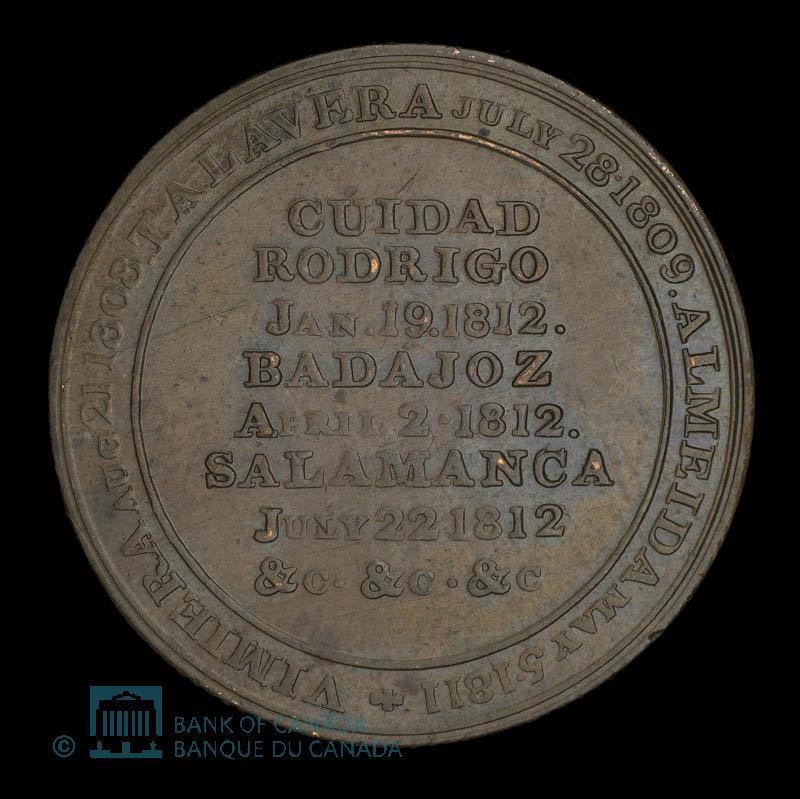 VIMIERA AUG 21·1808·TALAVERA JULY 28·1809·ALMEIDA MAY 5·1811
CUIDAD
RODRIGO
JAN. 19.1812.
BADAJOZ
APRIL 2·1812.
SALAMANCA
JULY 22 1812
&C· &C· &C
© BANK OF CANADA
BANQUE DU CANADA